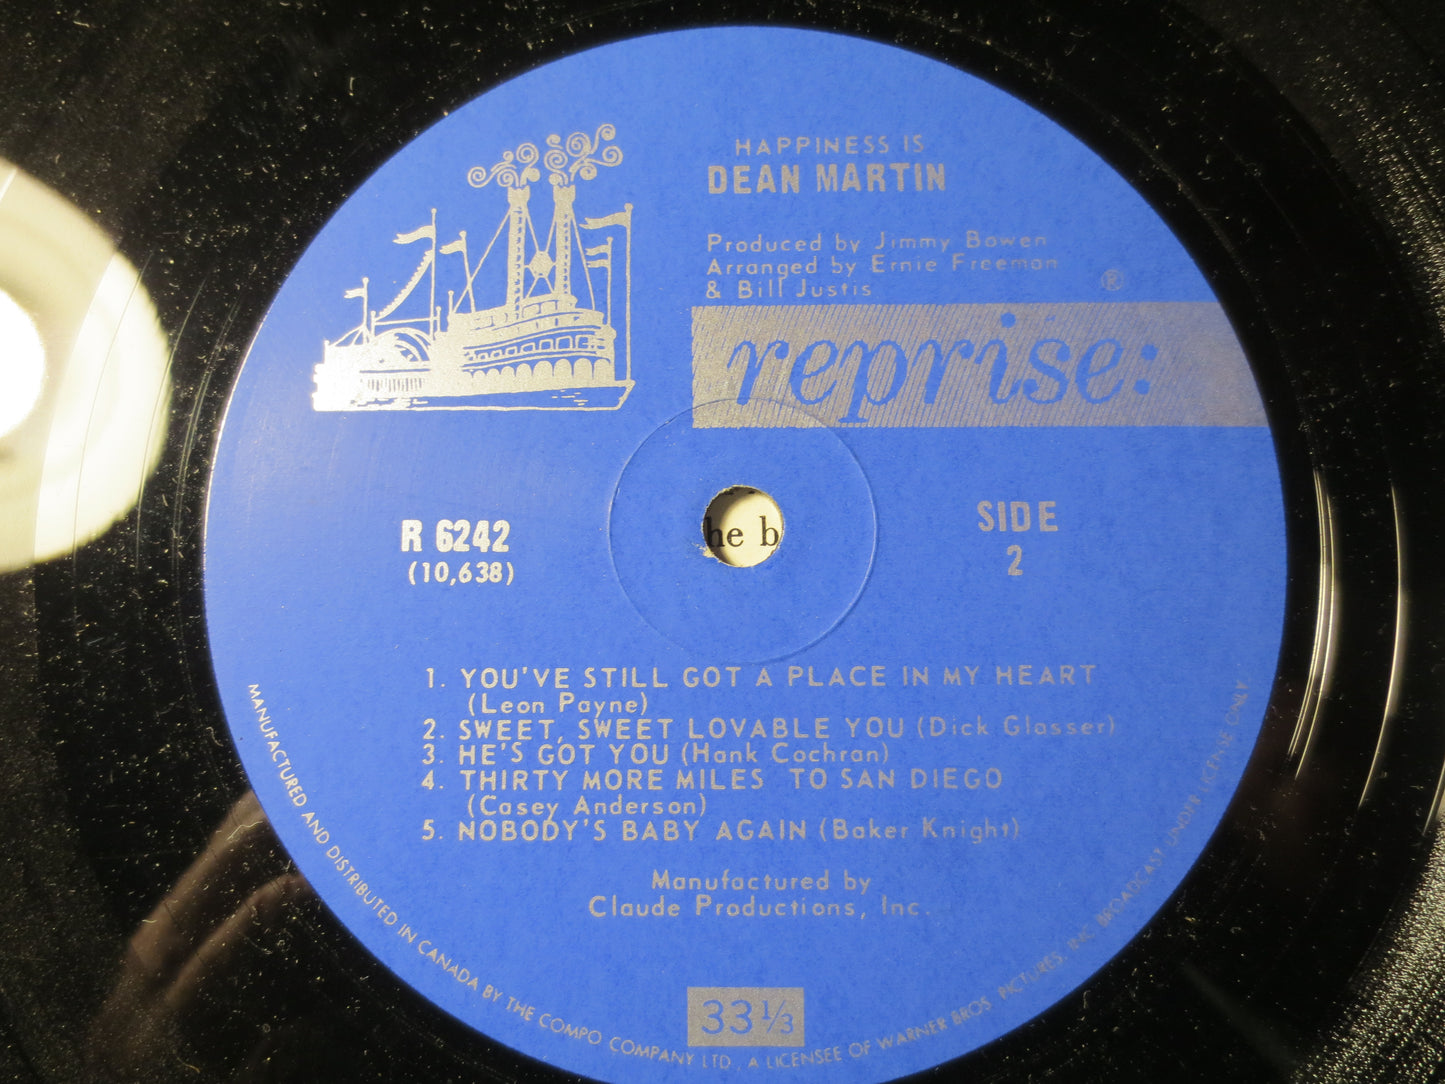 HAPPINESS IS
DEAN MARTIN
Produced by Jimmy Bowen
Arranged by Ernie Freeman
& Bill Justis
®
reprise:
R 6242
(10,638)
he b
SIDE
2
1. YOU'VE STILL GOT A PLACE IN MY HEART
(Leon Payne)
2. SWEET, SWEET LOVABLE YOU (Dick Glasser)
3. HE'S GOT YOU (Hank Cochran)
4. THIRTY MORE MILES TO SAN DIEGO
(Casey Anderson)
5. NOBODY'S BABY AGAIN (Baker Knight)
Manufactured by
Claude Productions, Inc.
33 1/3
MANUFACTURED AND DISTRIBUTED IN CANADA BY THE COMPO COMPANY LTD., A LICENSEE OF WARNER BROS. PICTURES, INC. BROADCAST UNDER LICENSE ONLY